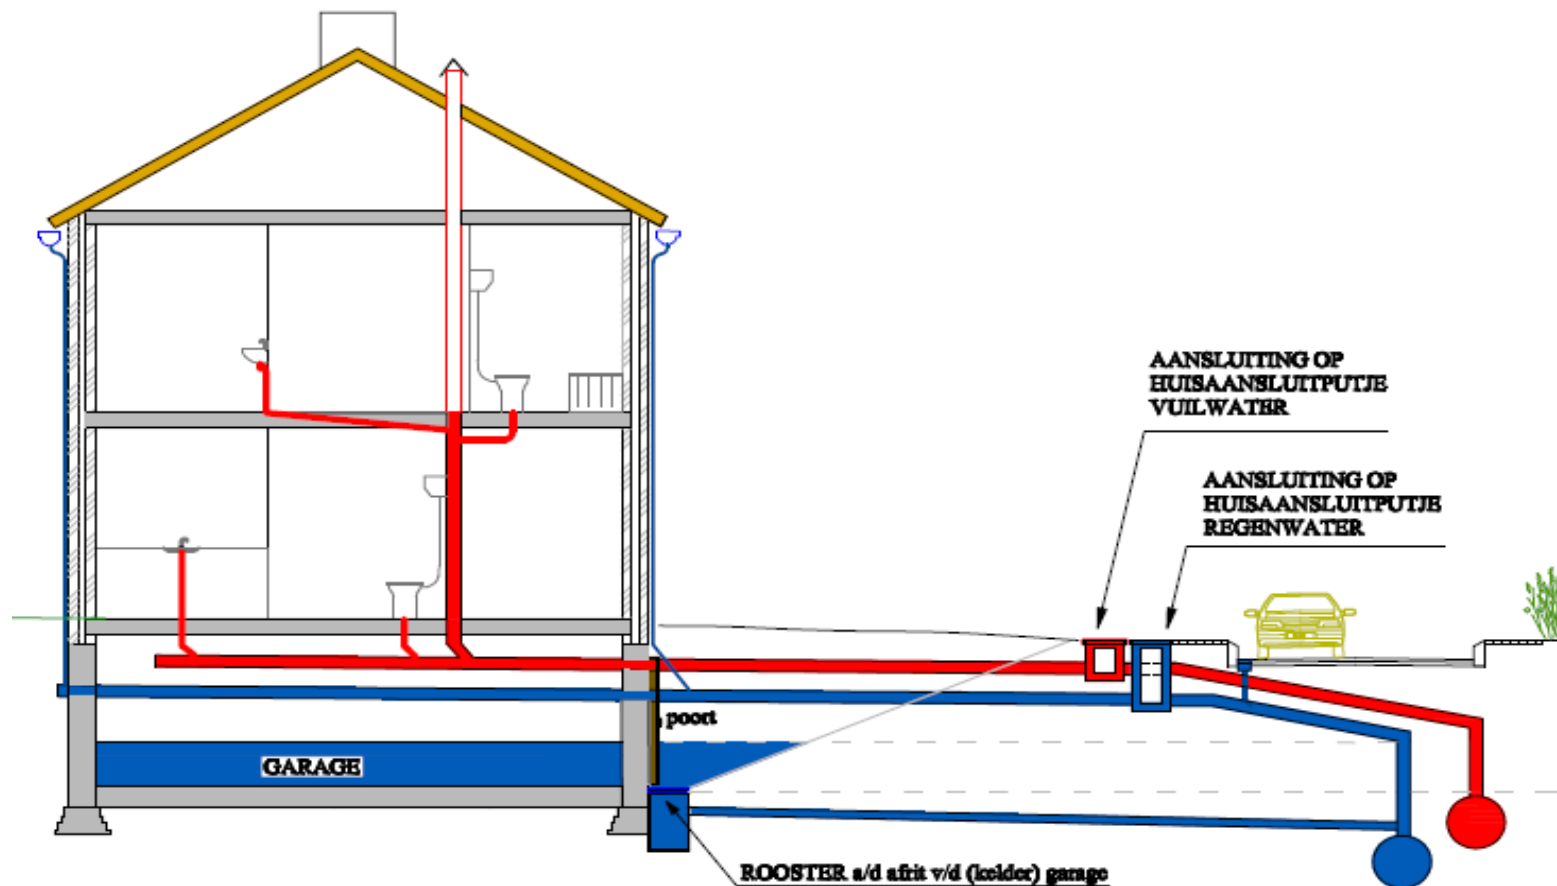 AANSLUITING OP
HUISAANSLUITPUTJE
VUILWATER
AANSLUITING OP
HUISAANSLUITPUTJE
REGENWATER
poort
GARAGE
ROOSTER a/d afrit v/d (kelder) garage